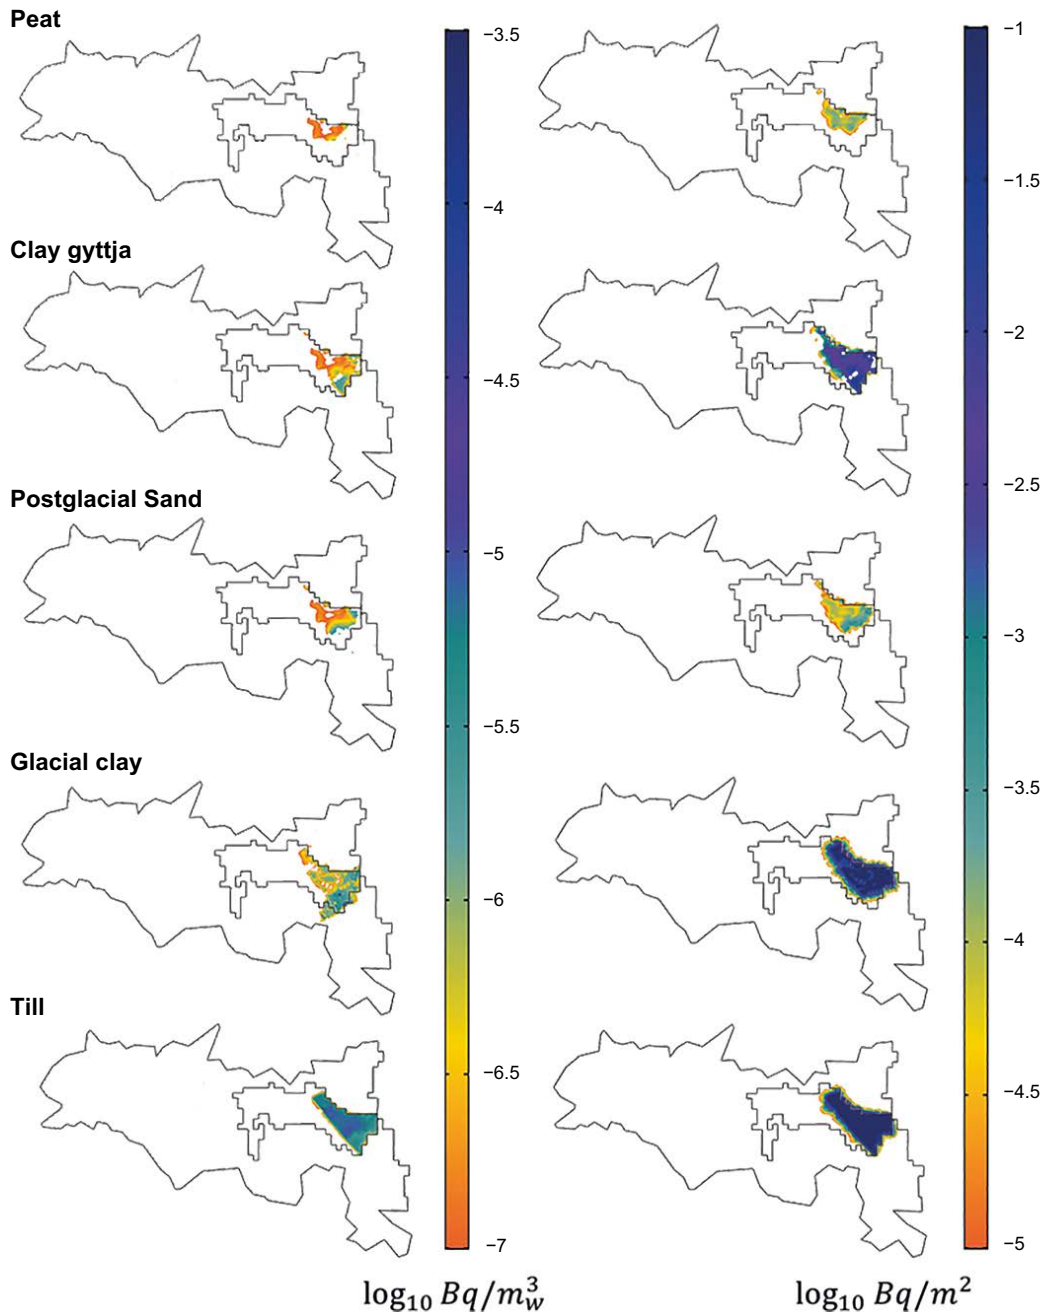 Peat
Clay gyttja
Postglacial Sand
Glacial clay
Till
−3.5
−4
−4.5
−5
−5.5
−6
−6.5
−7
log₁₀ Bq/m³w
−1
−1.5
−2
−2.5
−3
−3.5
−4
−4.5
−5
log₁₀ Bq/m²